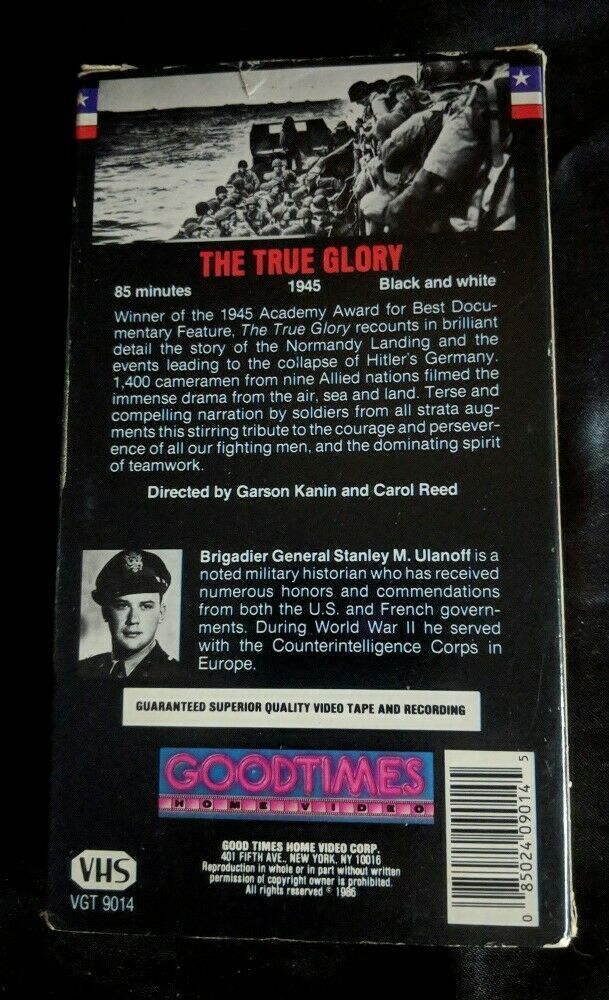 THE TRUE GLORY
85 minutes 1945 Black and white
Winner of the 1945 Academy Award for Best Docu-
mentary Feature, The True Glory recounts in brilliant
detail the story of the Normandy Landing and the
events leading to the collapse of Hitler's Germany.
1,400 cameramen from nine Allied nations filmed the
immense drama from the air, sea and land. Terse and
compelling narration by soldiers from all strata aug-
ments this stirring tribute to the courage and persever-
ence of all our fighting men, and the dominating spirit
of teamwork.
Directed by Garson Kanin and Carol Reed
Brigadier General Stanley M. Ulanoff is a
noted military historian who has received
numerous honors and commendations
from both the U.S. and French govern-
ments. During World War II he served
with the Counterintelligence Corps in
Europe.
GUARANTEED SUPERIOR QUALITY VIDEO TAPE AND RECORDING
GOODTIMES
HOME VIDEO
GOOD TIMES HOME VIDEO CORP.
401 FIFTH AVE., NEW YORK, NY 10016
Reproduction in whole or in part without written
permission of copyright owner is prohibited.
All rights reserved © 1986
VHS
VGT 9014
0 85024 09014 5